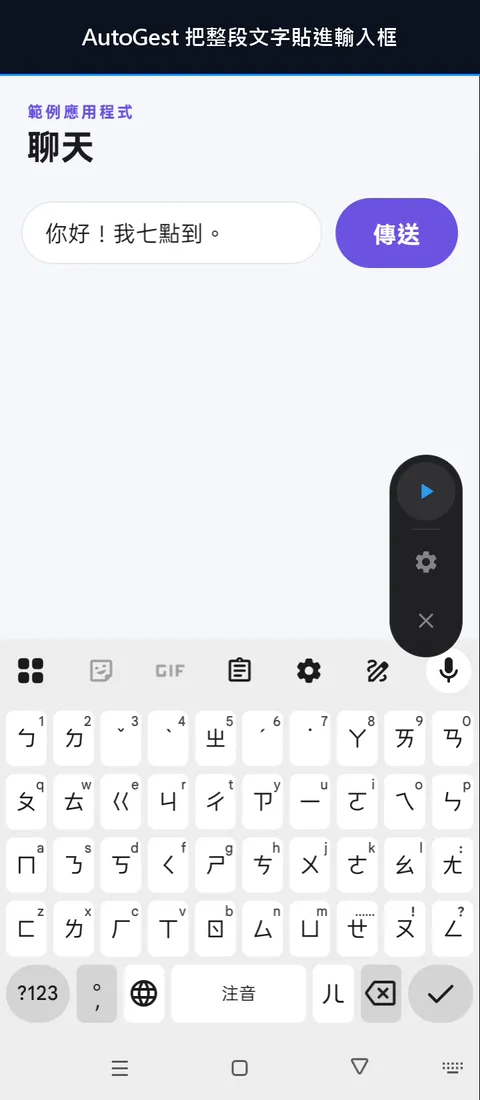 AutoGest 把整段文字貼進輸入框
範例應用程式
聊天
你好！我七點到。
傳送
GIF
ㄅ 1 ㄉ 2 ˇ 3 ˋ 4 ㄓ 5 ˊ 6 ˙ 7 ㄚ 8 ㄞ 9 ㄢ 0
ㄆ q ㄊ w ㄍ e ㄐ r ㄔ t ㄗ y ㄧ u ㄛ i ㄟ o ㄣ p
ㄇ a ㄋ s ㄎ d ㄑ f ㄕ g ㄘ h ㄨ j ㄜ k ㄠ l ㄤ :
ㄈ z ㄌ x ㄏ c ㄒ v ㄖ b ㄙ n ㄩ m ㄝ …… ㄡ ! ㄥ ?
?123 °, 注音 ㄦ